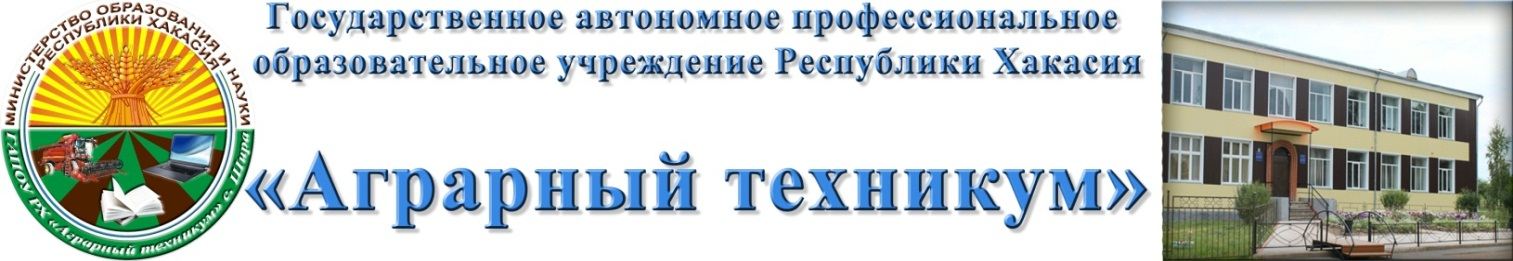 МИНИСТЕРСТВО ОБРАЗОВАНИЯ И НАУКИ
РЕСПУБЛИКИ ХАКАСИЯ
ГАПОУ РХ «Аграрный техникум» с. Шира
Государственное автономное профессиональное
образовательное учреждение Республики Хакасия
«Аграрный техникум»